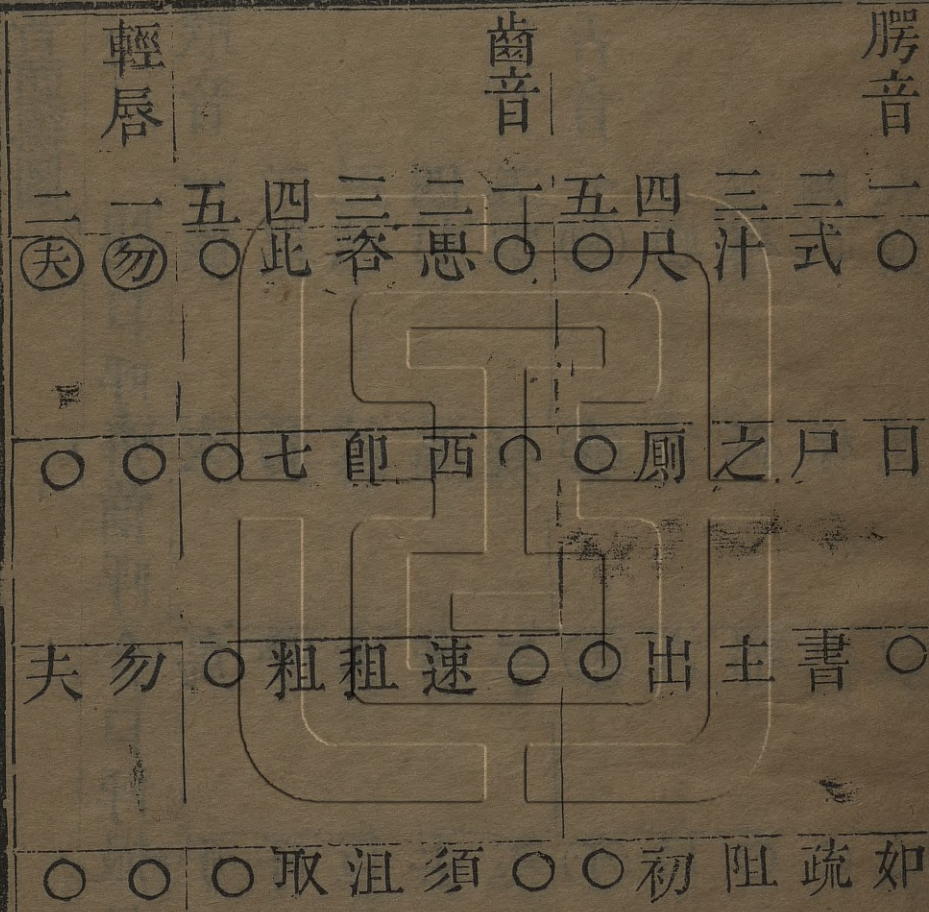 腭音
一○日○如
二式尸書疏
三汁之主阻
四尺厠出初
五○○○○
齒音
一○○○○
二思西速須
三卽租沮
四此七粗取
五○○○○
輕唇
一勿○勿○
二夫○夫○